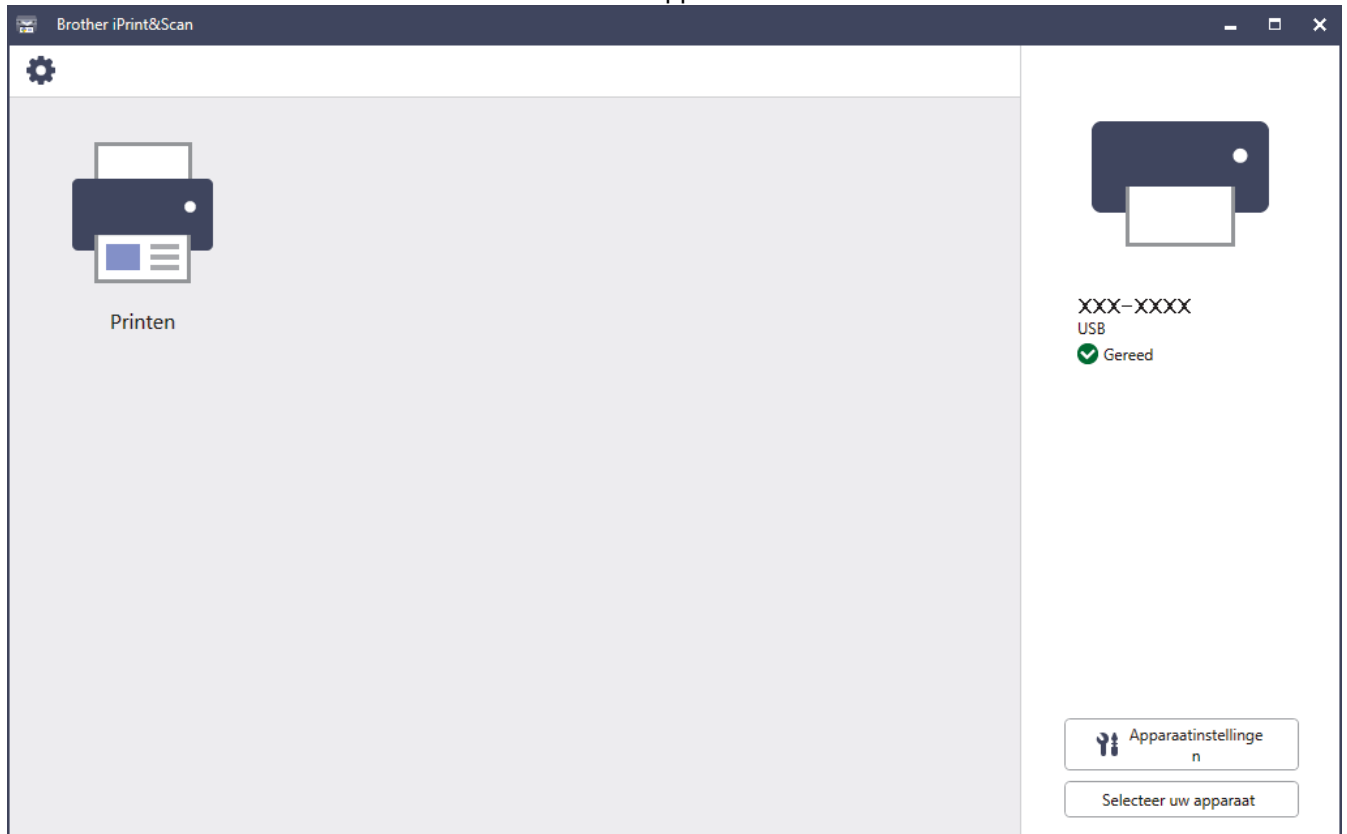 Brother iPrint&Scan
Printen
XXX-XXXX
USB
Gereed
Apparaatinstellinge
n
Selecteer uw apparaat